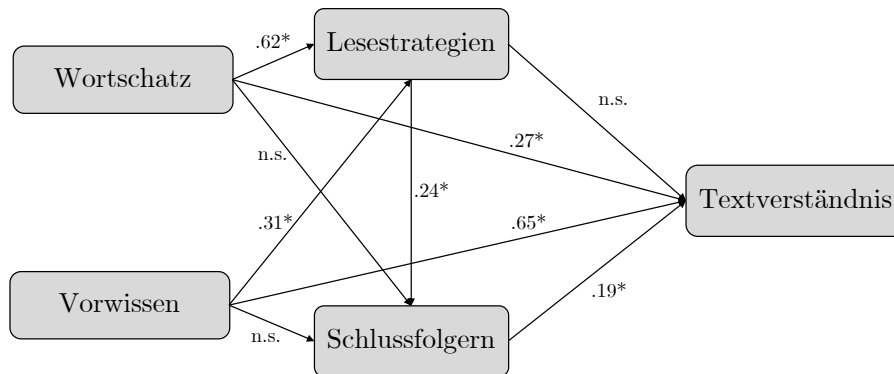 Lesestrategien
.62*
Wortschatz
n.s.
.27*
n.s.
.24*
Textverständnis
.31*
.65*
Vorwissen
.19*
n.s.
Schlussfolgern